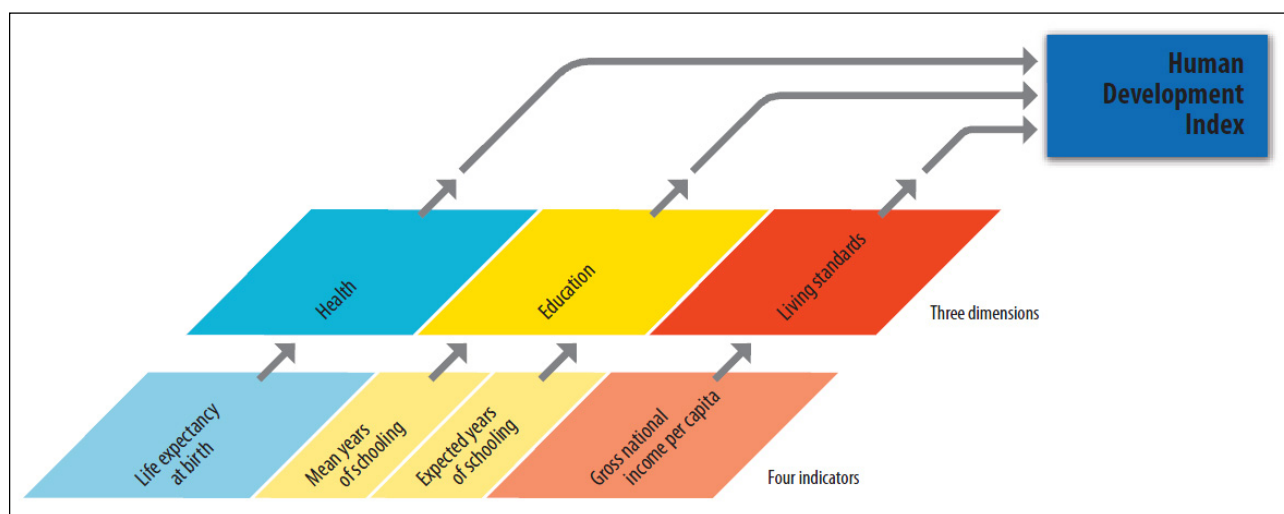 Human
Development
Index
Health
Education
Living standards
Three dimensions
Life expectancy
at birth
Mean years
of schooling
Expected years
of schooling
Gross national
income per capita
Four indicators